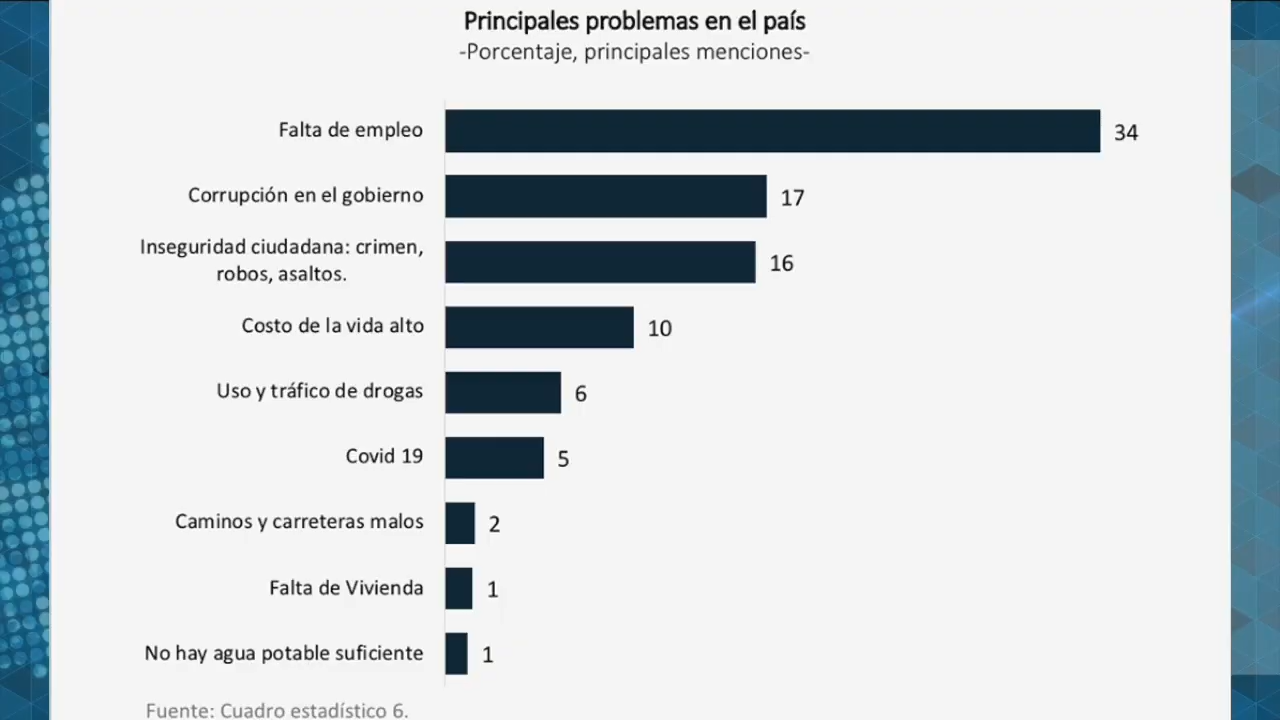 Principales problemas en el país
-Porcentaje, principales menciones-
Falta de empleo 34
Corrupción en el gobierno 17
Inseguridad ciudadana: crimen,
robos, asaltos. 16
Costo de la vida alto 10
Uso y tráfico de drogas 6
Covid 19 5
Caminos y carreteras malos 2
Falta de Vivienda 1
No hay agua potable suficiente 1
Fuente: Cuadro estadístico 6.